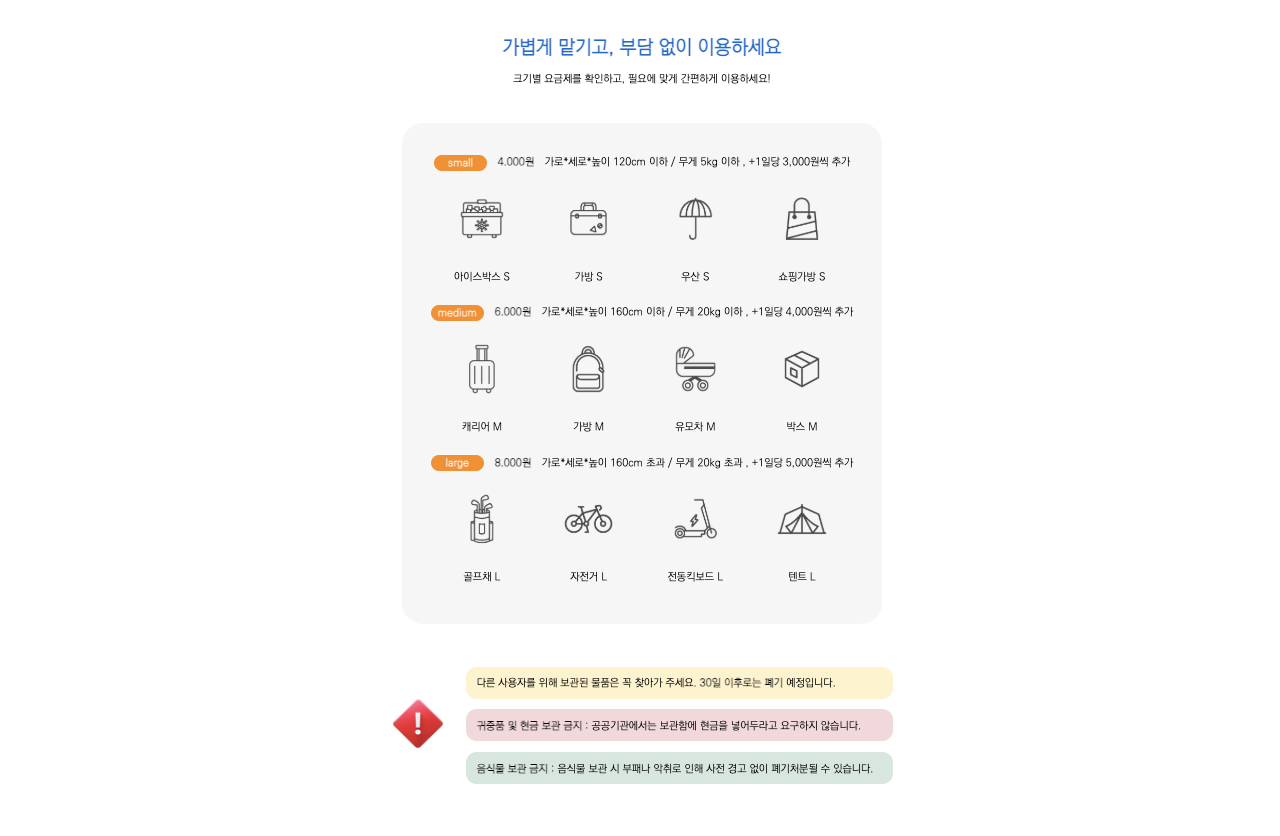 가볍게 맡기고, 부담 없이 이용하세요
크기별 요금제를 확인하고, 필요에 맞게 간편하게 이용하세요!
small 4.000원 가로*세로*높이 120cm 이하 / 무게 5kg 이하 , +1일당 3,000원씩 추가
아이스박스 S 가방 S 우산 S 쇼핑가방 S
medium 6.000원 가로*세로*높이 160cm 이하 / 무게 20kg 이하 , +1일당 4,000원씩 추가
캐리어 M 가방 M 유모차 M 박스 M
large 8.000원 가로*세로*높이 160cm 초과 / 무게 20kg 초과 , +1일당 5,000원씩 추가
골프채 L 자전거 L 전동킥보드 L 텐트 L
다른 사용자를 위해 보관된 물품은 꼭 찾아가 주세요. 30일 이후로는 폐기 예정입니다.
귀중품 및 현금 보관 금지 : 공공기관에서는 보관함에 현금을 넣어두라고 요구하지 않습니다.
음식물 보관 금지 : 음식물 보관 시 부패나 악취로 인해 사전 경고 없이 폐기처분될 수 있습니다.